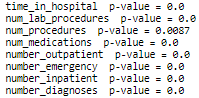 time_in_hospital p-value = 0.0
num_lab_procedures p-value = 0.0
num_procedures p-value = 0.0087
num_medications p-value = 0.0
number_outpatient p-value = 0.0
number_emergency p-value = 0.0
number_inpatient p-value = 0.0
number_diagnoses p-value = 0.0